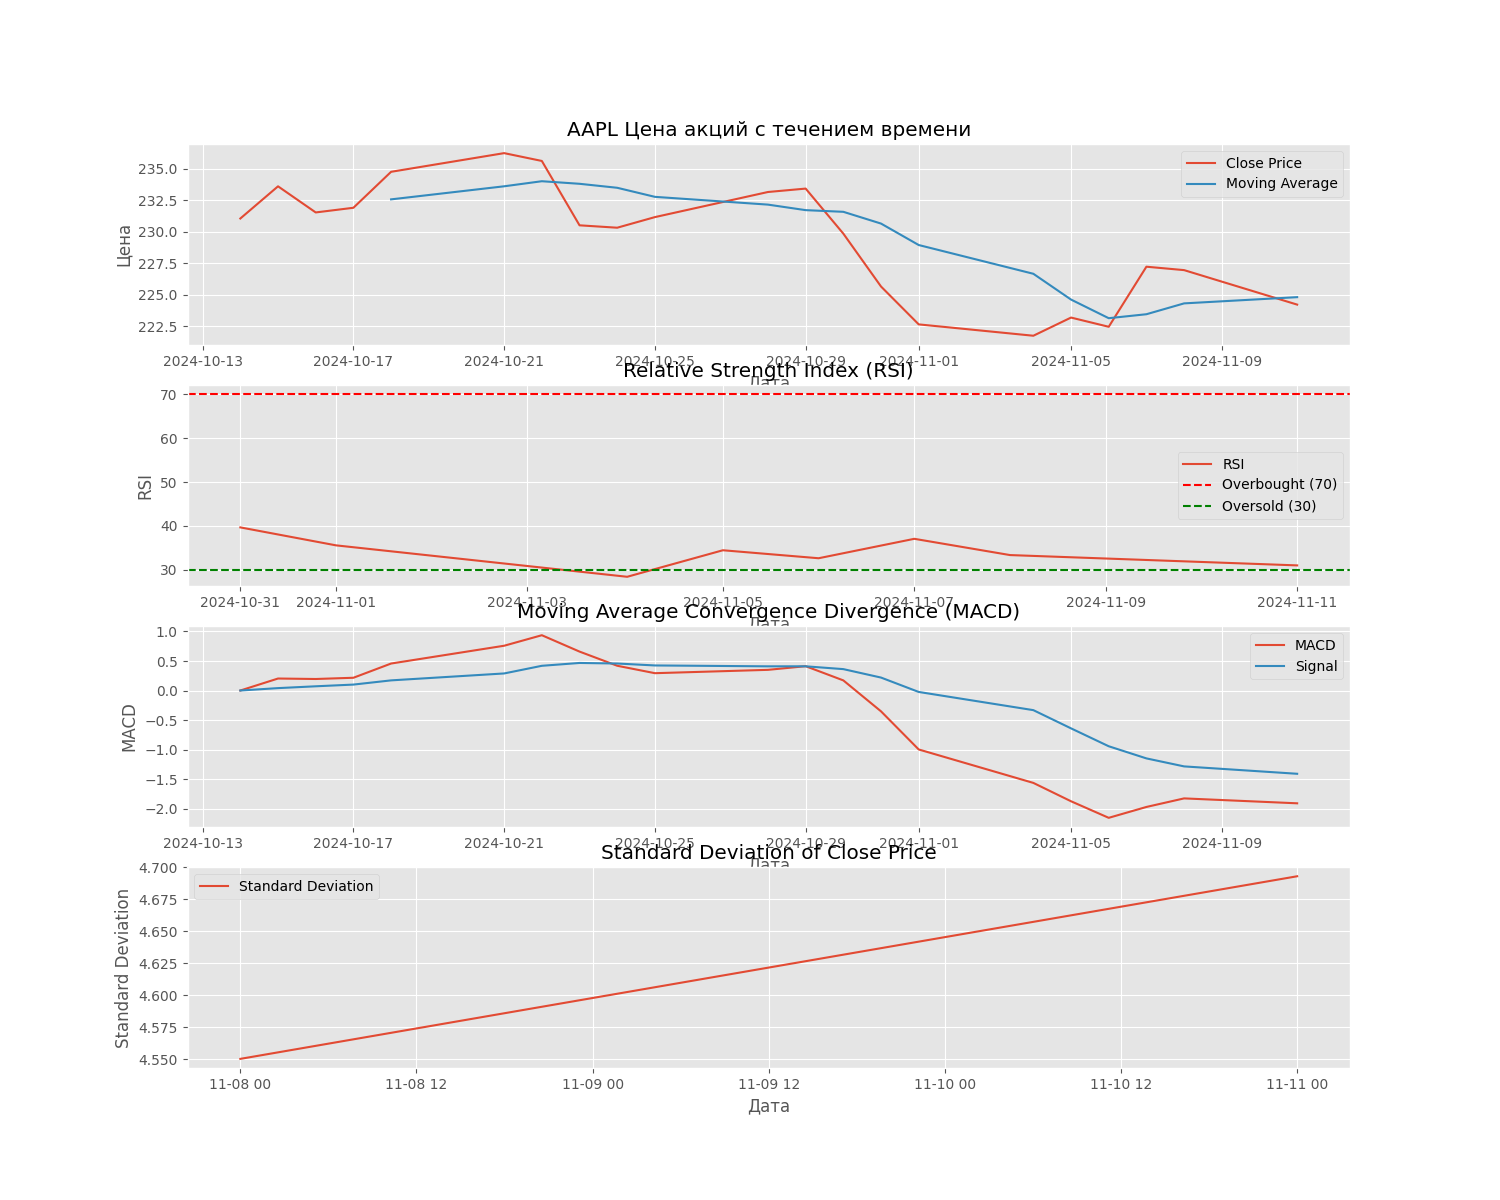 AAPL Цена акций с течением времени
Close Price
Moving Average
Цена
235.0
232.5
230.0
227.5
225.0
222.5
2024-10-13 2024-10-17 2024-10-21 2024-10-25 2024-10-29 2024-11-01 2024-11-05 2024-11-09
Дата
Relative Strength Index (RSI)
RSI
Overbought (70)
Oversold (30)
RSI
70
60
50
40
30
2024-10-31 2024-11-01 2024-11-03 2024-11-05 2024-11-07 2024-11-09 2024-11-11
Дата
Moving Average Convergence Divergence (MACD)
MACD
Signal
MACD
1.0
0.5
0.0
−0.5
−1.0
−1.5
−2.0
2024-10-13 2024-10-17 2024-10-21 2024-10-25 2024-10-29 2024-11-01 2024-11-05 2024-11-09
Дата
Standard Deviation of Close Price
Standard Deviation
Standard Deviation
4.700
4.675
4.650
4.625
4.600
4.575
4.550
11-08 00 11-08 12 11-09 00 11-09 12 11-10 00 11-10 12 11-11 00
Дата